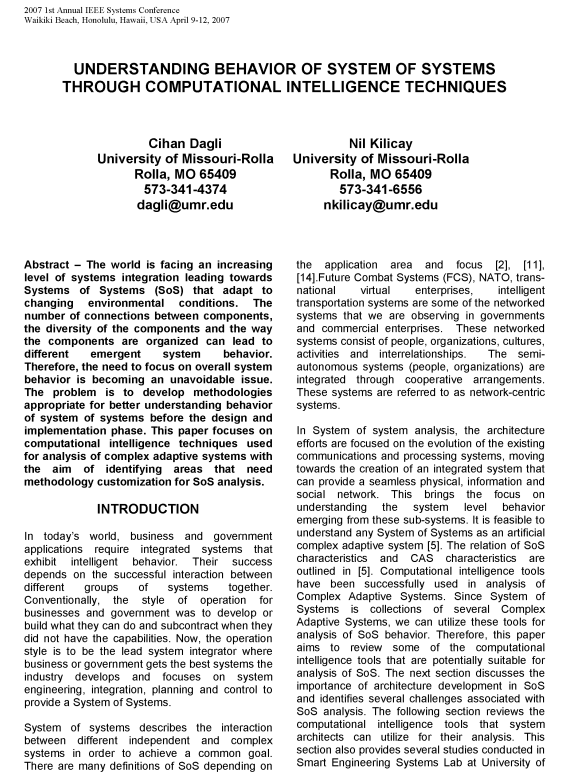 2007 1st Annual IEEE Systems Conference
Waikiki Beach, Honolulu, Hawaii, USA April 9-12, 2007
UNDERSTANDING BEHAVIOR OF SYSTEM OF SYSTEMS
THROUGH COMPUTATIONAL INTELLIGENCE TECHNIQUES
Cihan Dagli
University of Missouri-Rolla
Rolla, MO 65409
573-341-4374
dagli@umr.edu
Nil Kilicay
University of Missouri-Rolla
Rolla, MO 65409
573-341-6556
nkilicay@umr.edu
Abstract – The world is facing an increasing
level of systems integration leading towards
Systems of Systems (SoS) that adapt to
changing environmental conditions. The
number of connections between components,
the diversity of the components and the way
the components are organized can lead to
different emergent system behavior.
Therefore, the need to focus on overall system
behavior is becoming an unavoidable issue.
The problem is to develop methodologies
appropriate for better understanding behavior
of system of systems before the design and
implementation phase. This paper focuses on
computational intelligence techniques used
for analysis of complex adaptive systems with
the aim of identifying areas that need
methodology customization for SoS analysis.
INTRODUCTION
In today's world, business and government
applications require integrated systems that
exhibit intelligent behavior. Their success
depends on the successful interaction between
different groups of systems together.
Conventionally, the style of operation for
businesses and government was to develop or
build what they can do and subcontract when they
did not have the capabilities. Now, the operation
style is to be the lead system integrator where
business or government gets the best systems the
industry develops and focuses on system
engineering, integration, planning and control to
provide a System of Systems.
System of systems describes the interaction
between different independent and complex
systems in order to achieve a common goal.
There are many definitions of SoS depending on
the application area and focus [2], [11],
[14].Future Combat Systems (FCS), NATO, trans-
national virtual enterprises, intelligent
transportation systems are some of the networked
systems that we are observing in governments
and commercial enterprises. These networked
systems consist of people, organizations, cultures,
activities and interrelationships. The semi-
autonomous systems (people, organizations) are
integrated through cooperative arrangements.
These systems are referred to as network-centric
systems.
In System of system analysis, the architecture
efforts are focused on the evolution of the existing
communications and processing systems, moving
towards the creation of an integrated system that
can provide a seamless physical, information and
social network. This brings the focus on
understanding the system level behavior
emerging from these sub-systems. It is feasible to
understand any System of Systems as an artificial
complex adaptive system [5]. The relation of SoS
characteristics and CAS characteristics are
outlined in [5]. Computational intelligence tools
have been successfully used in analysis of
Complex Adaptive Systems. Since System of
Systems is collections of several Complex
Adaptive Systems, we can utilize these tools for
analysis of SoS behavior. Therefore, this paper
aims to review some of the computational
intelligence tools that are potentially suitable for
analysis of SoS. The next section discusses the
importance of architecture development in SoS
and identifies several challenges associated with
SoS analysis. The following section reviews the
computational intelligence tools that system
architects can utilize for their analysis. This
section also provides several studies conducted in
Smart Engineering Systems Lab at University of